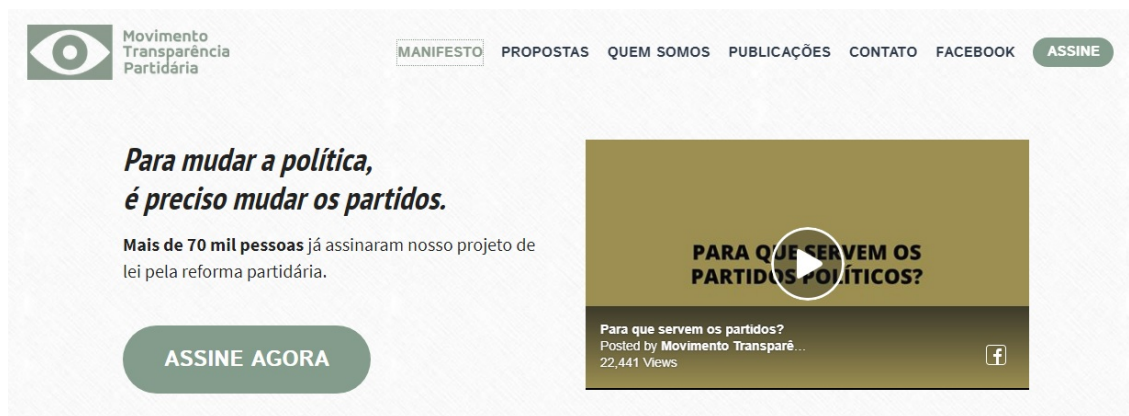 Movimento
Transparência
Partidária
MANIFESTO PROPOSTAS QUEM SOMOS PUBLICAÇÕES CONTATO FACEBOOK ASSINE
Para mudar a política,
é preciso mudar os partidos.
Mais de 70 mil pessoas já assinaram nosso projeto de
lei pela reforma partidária.
ASSINE AGORA
PARA QUE SERVEM OS
PARTIDOS POLÍTICOS?
Para que servem os partidos?
Posted by Movimento Transparê...
22,441 Views